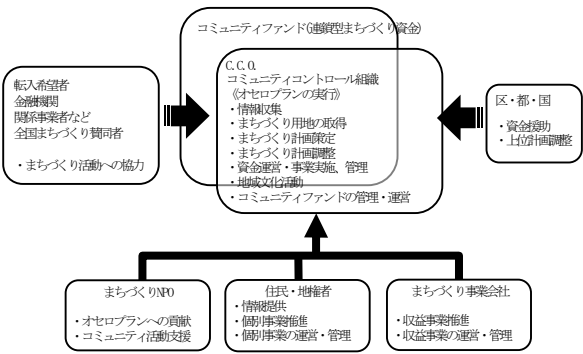 コミュニティファンド(連鎖型まちづくり資金)
C.C.O.
コミュニティコントロール組織
《オセロプランの実行》
・情報収集
・まちづくり用地の取得
・まちづくり計画策定
・まちづくり計画調整
・資金運営・事業実施、管理
・地域文化活動
・コミュニティファンドの管理・運営
転入希望者
金融機関
関係事業者など
全国まちづくり賛同者
・まちづくり活動への協力
区・都・国
・資金援助
・上位計画調整
まちづくりNPO
・オセロプランへの貢献
・コミュニティ活動支援
住民・地権者
・情報提供
・個別事業推進
・個別事業の運営・管理
まちづくり事業会社
・収益事業推進
・収益事業の運営・管理